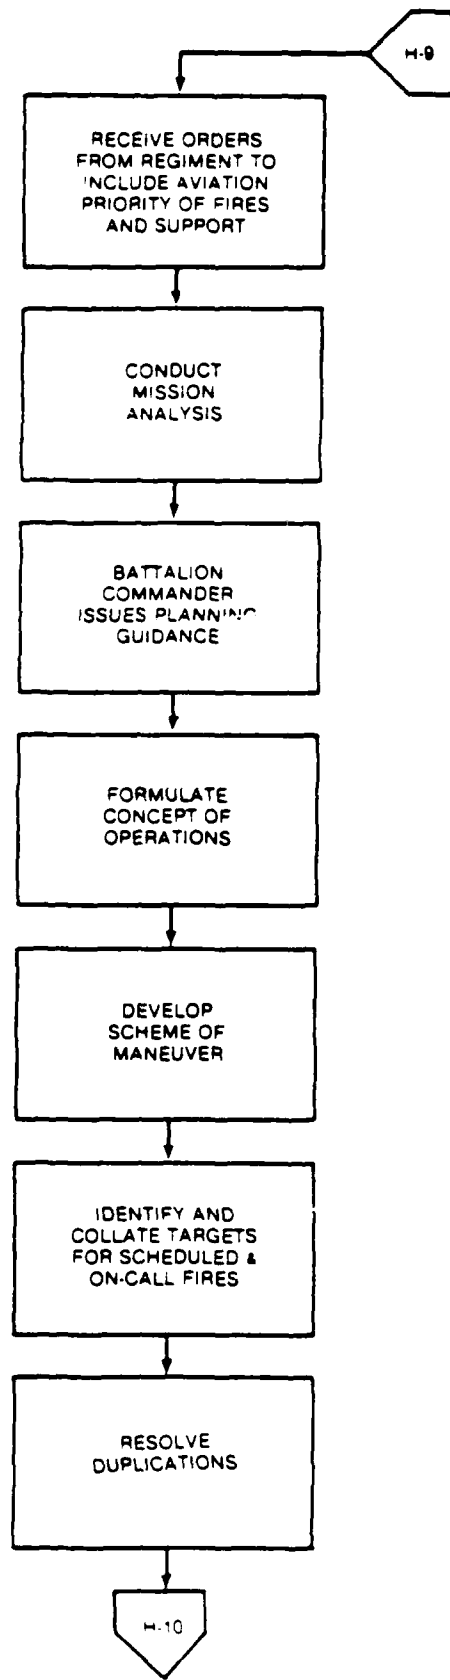 H-9
RECEIVE ORDERS
FROM REGIMENT TO
INCLUDE AVIATION
PRIORITY OF FIRES
AND SUPPORT
CONDUCT
MISSION
ANALYSIS
BATTALION
COMMANDER
ISSUES PLANNING
GUIDANCE
FORMULATE
CONCEPT OF
OPERATIONS
DEVELOP
SCHEME OF
MANEUVER
IDENTIFY AND
COLLATE TARGETS
FOR SCHEDULED &
ON-CALL FIRES
RESOLVE
DUPLICATIONS
H-10